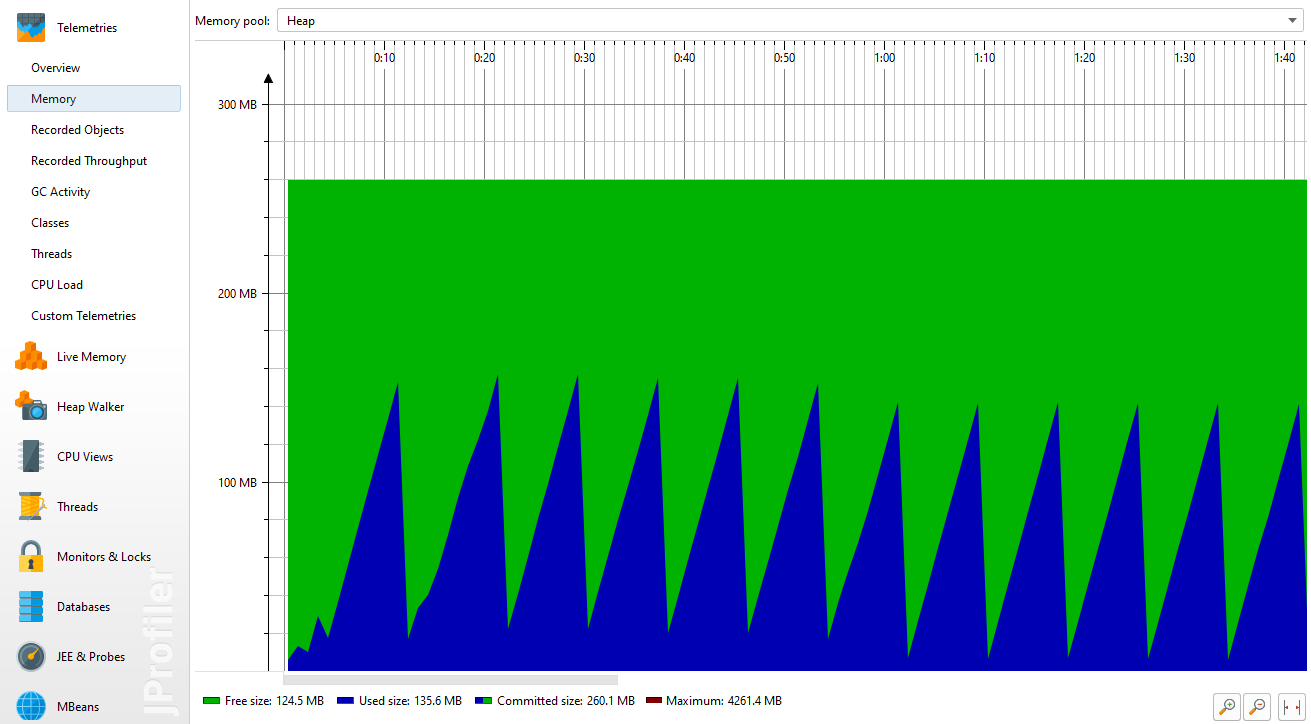 Telemetries
Overview
Memory
Recorded Objects
Recorded Throughput
GC Activity
Classes
Threads
CPU Load
Custom Telemetries
Live Memory
Heap Walker
CPU Views
Threads
Monitors & Locks
Databases
JEE & Probes
MBeans
JProfiler
Memory pool: Heap
0:10 0:20 0:30 0:40 0:50 1:00 1:10 1:20 1:30 1:40
300 MB
200 MB
100 MB
Free size: 124.5 MB Used size: 135.6 MB Committed size: 260.1 MB Maximum: 4261.4 MB